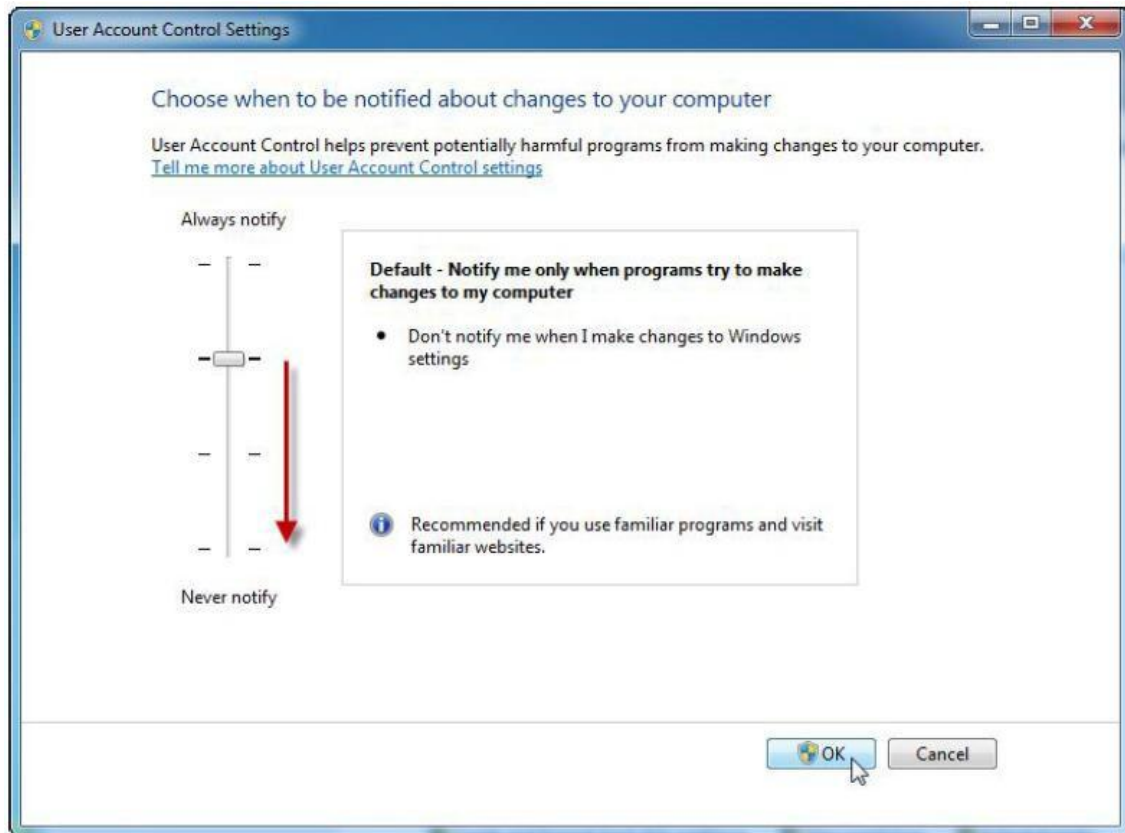 User Account Control Settings
Choose when to be notified about changes to your computer
User Account Control helps prevent potentially harmful programs from making changes to your computer.
Tell me more about User Account Control settings
Always notify
Default - Notify me only when programs try to make
changes to my computer
• Don't notify me when I make changes to Windows
settings
Recommended if you use familiar programs and visit
familiar websites.
Never notify
OK
Cancel